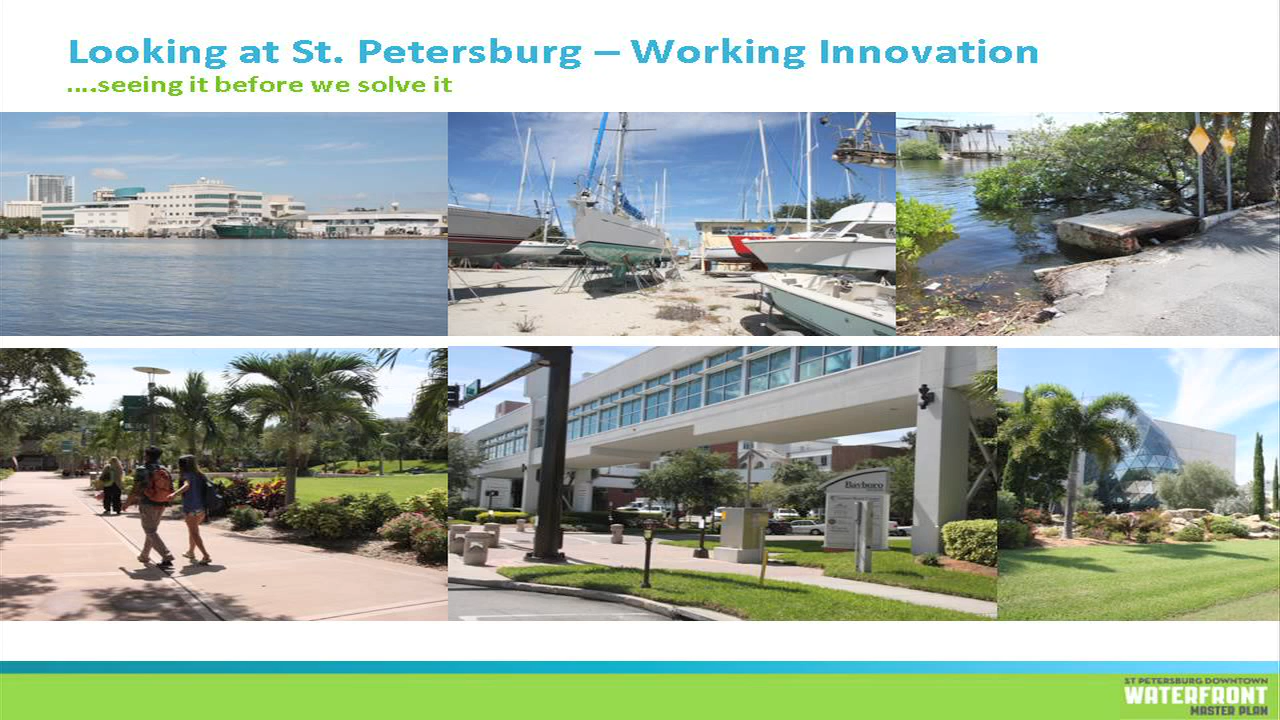 Looking at St. Petersburg – Working Innovation
....seeing it before we solve it
Bayboro
ST PETERSBURG DOWNTOWN
WATERFRONT
MASTER PLAN